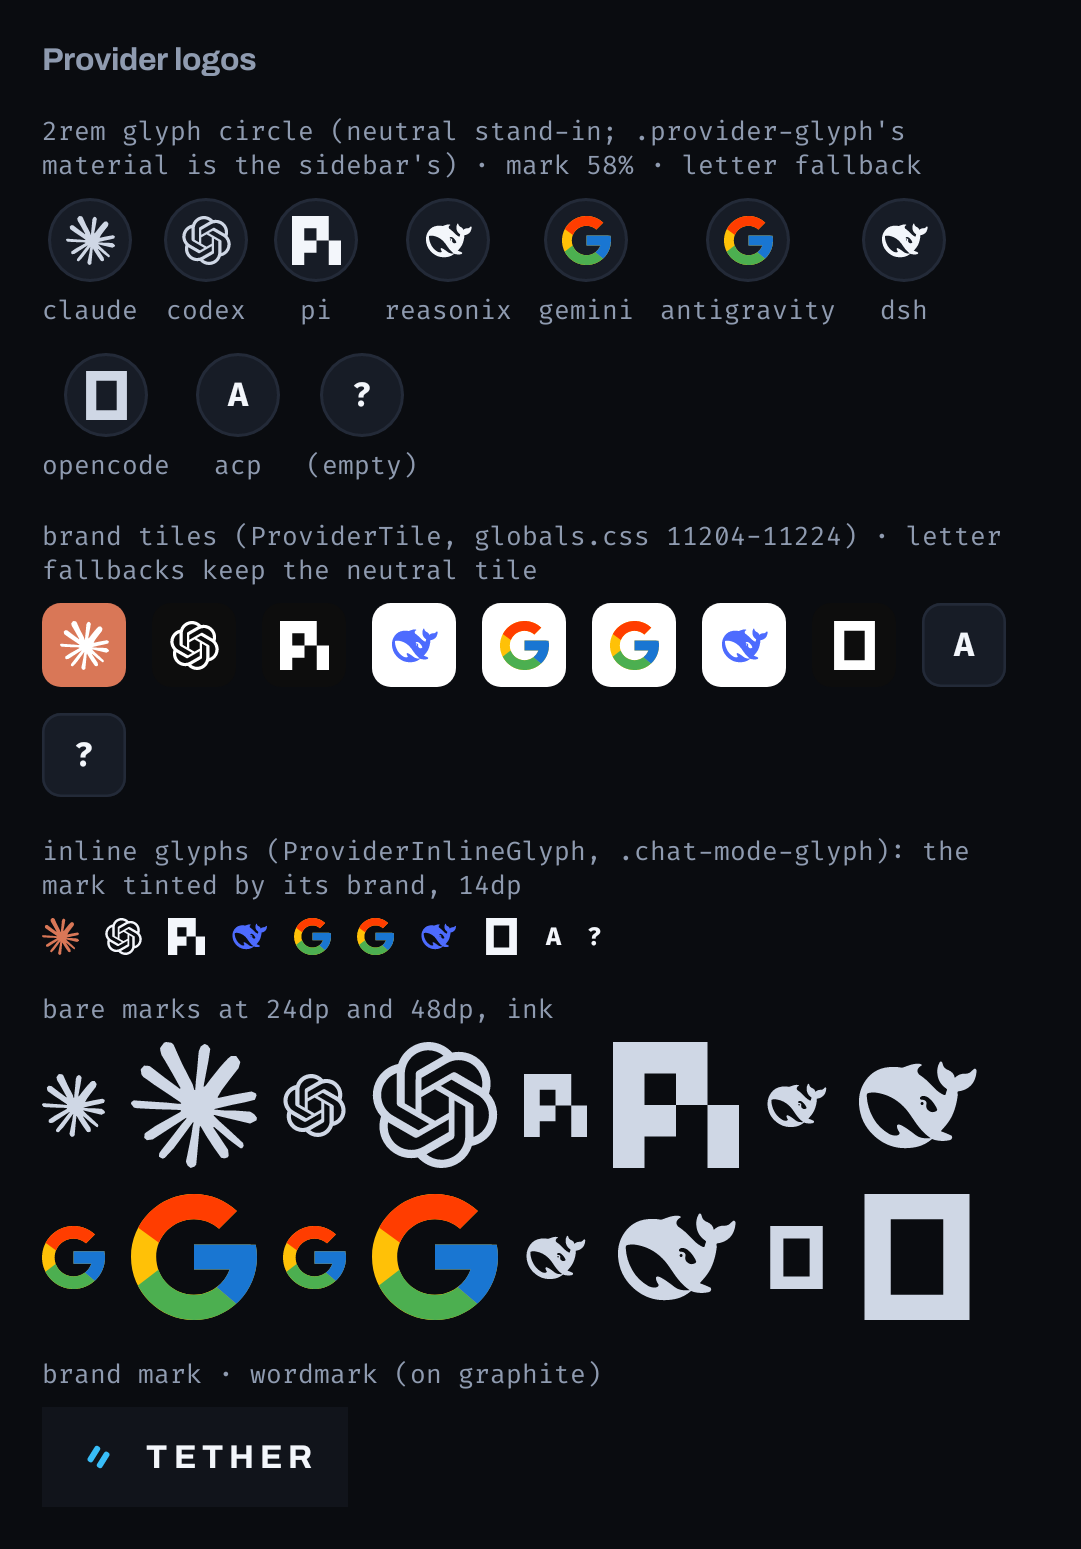 Provider logos
2rem glyph circle (neutral stand-in; .provider-glyph's
material is the sidebar's) · mark 58% · letter fallback
claude codex pi reasonix gemini antigravity dsh
A ?
opencode acp (empty)
brand tiles (ProviderTile, globals.css 11204-11224) · letter
fallbacks keep the neutral tile
A
?
inline glyphs (ProviderInlineGlyph, .chat-mode-glyph): the
mark tinted by its brand, 14dp
A ?
bare marks at 24dp and 48dp, ink
brand mark · wordmark (on graphite)
TETHER